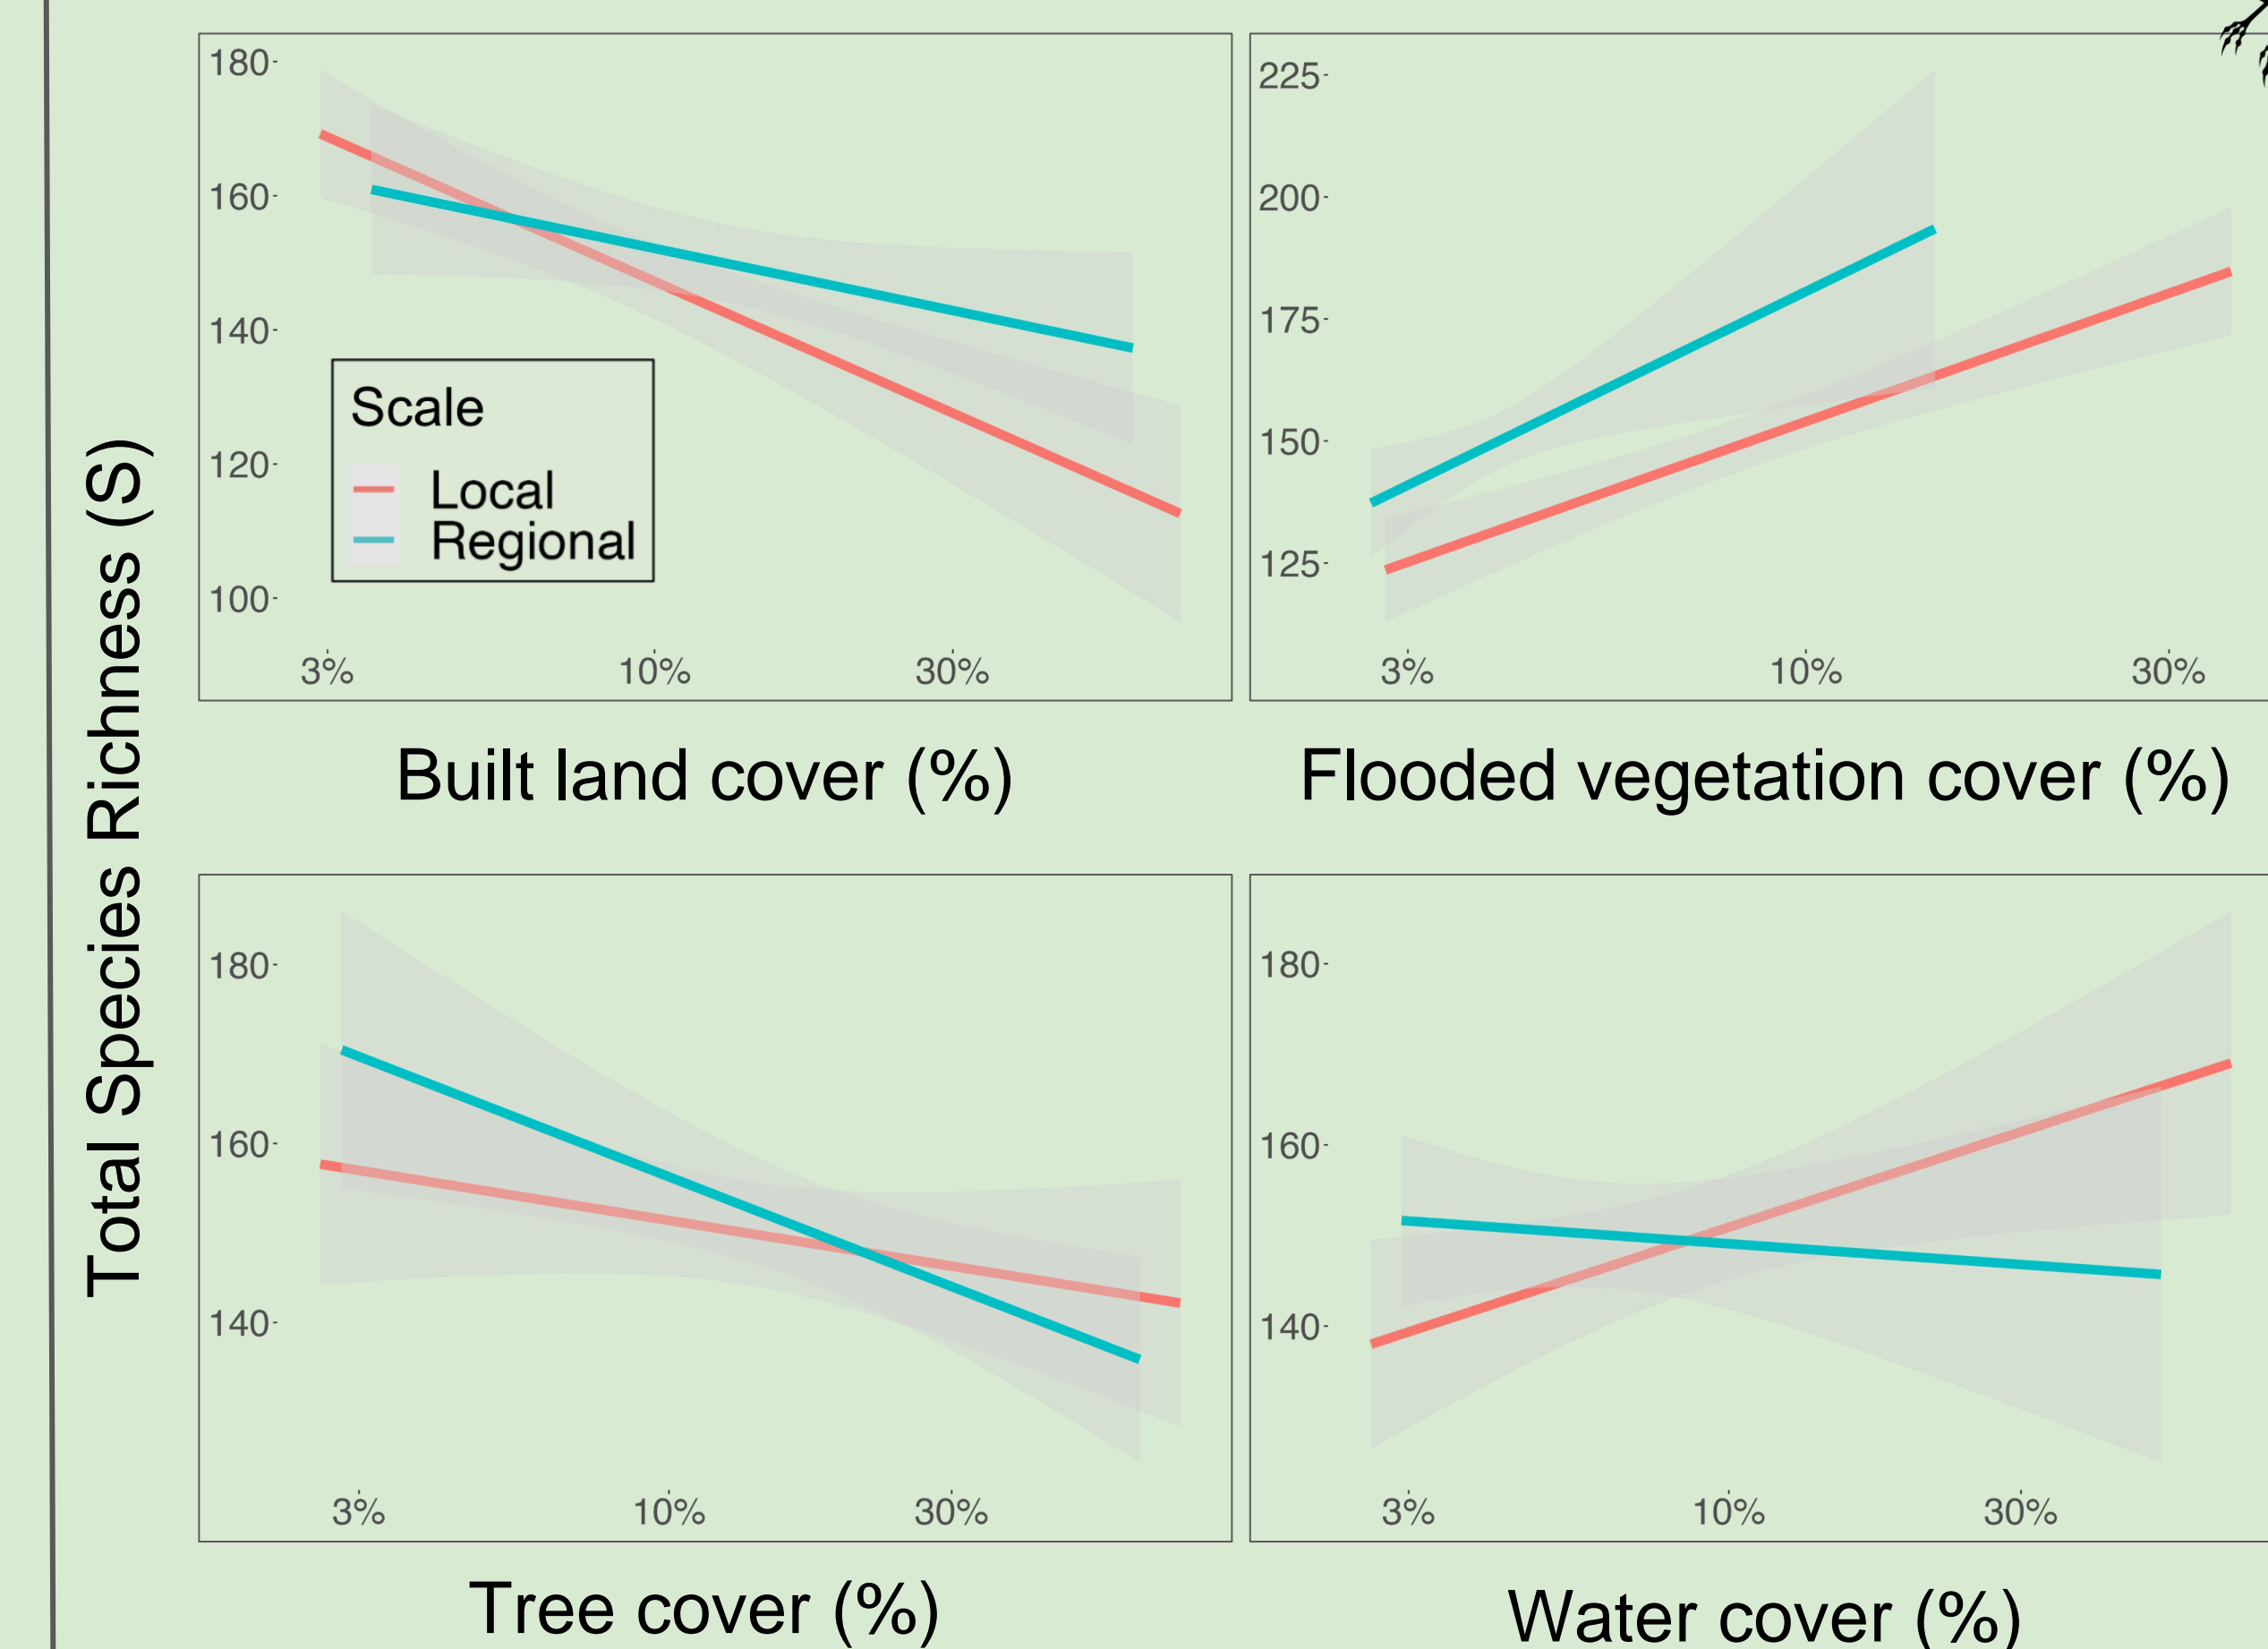 Total Species Richness (S)
180
160
140
120
100
Scale
Local
Regional
3% 10% 30%
Built land cover (%)
225
200
175
150
125
3% 10% 30%
Flooded vegetation cover (%)
180
160
140
3% 10% 30%
Tree cover (%)
180
160
140
3% 10% 30%
Water cover (%)